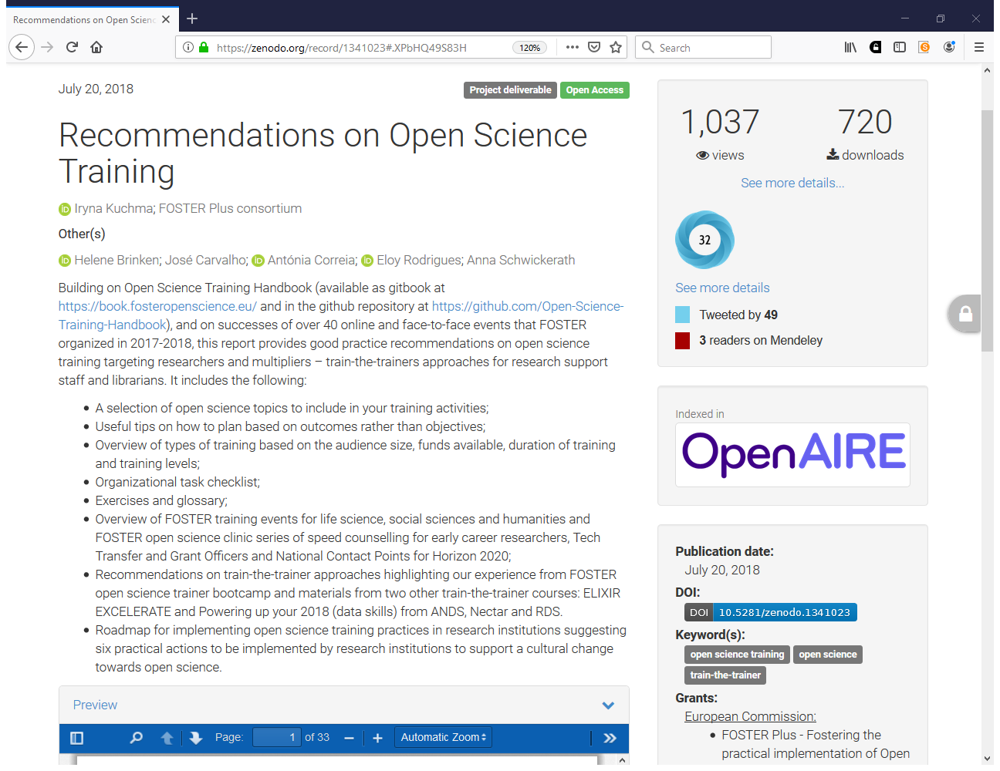 Recommendations on Open Scienc
https://zenodo.org/record/1341023#.XPbHQ49S83H
120%
Search
July 20, 2018
Project deliverable
Open Access
Recommendations on Open Science
Training
Iryna Kuchma; FOSTER Plus consortium
Other(s)
Helene Brinken; José Carvalho; Antónia Correia; Eloy Rodrigues; Anna Schwickerath
Building on Open Science Training Handbook (available as gitbook at
https://book.fosteropenscience.eu/ and in the github repository at https://github.com/Open-Science-
Training-Handbook), and on successes of over 40 online and face-to-face events that FOSTER
organized in 2017-2018, this report provides good practice recommendations on open science
training targeting researchers and multipliers – train-the-trainers approaches for research support
staff and librarians. It includes the following:
• A selection of open science topics to include in your training activities;
• Useful tips on how to plan based on outcomes rather than objectives;
• Overview of types of training based on the audience size, funds available, duration of training
and training levels;
• Organizational task checklist;
• Exercises and glossary;
• Overview of FOSTER training events for life science, social sciences and humanities and
FOSTER open science clinic series of speed counselling for early career researchers, Tech
Transfer and Grant Officers and National Contact Points for Horizon 2020;
• Recommendations on train-the-trainer approaches highlighting our experience from FOSTER
open science trainer bootcamp and materials from two other train-the-trainer courses: ELIXIR
EXCELERATE and Powering up your 2018 (data skills) from ANDS, Nectar and RDS.
• Roadmap for implementing open science training practices in research institutions suggesting
six practical actions to be implemented by research institutions to support a cultural change
towards open science.
Preview
Page: 1 of 33
Automatic Zoom
1,037
views
720
downloads
See more details...
32
See more details
Tweeted by 49
3 readers on Mendeley
Indexed in
OpenAIRE
Publication date:
July 20, 2018
DOI:
DOI 10.5281/zenodo.1341023
Keyword(s):
open science training
open science
train-the-trainer
Grants:
European Commission:
• FOSTER Plus - Fostering the
practical implementation of Open